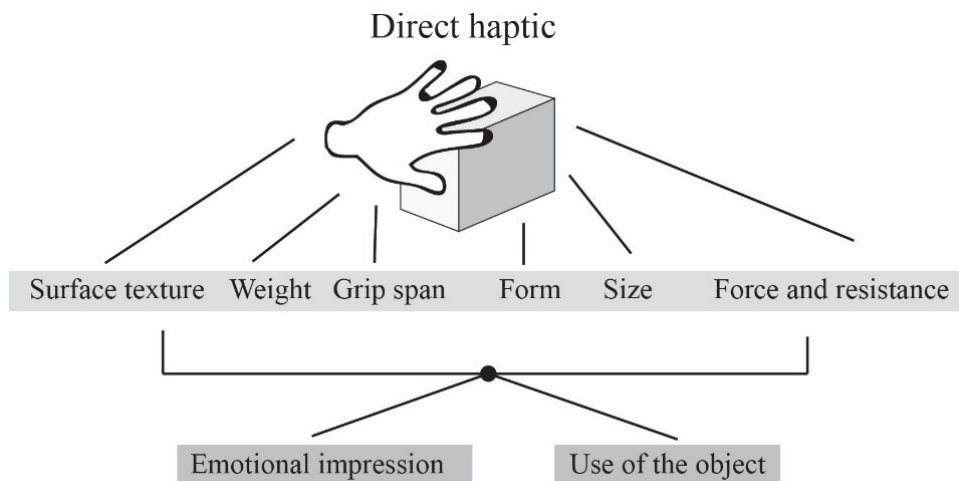 Direct haptic
Surface texture Weight Grip span Form Size Force and resistance
Emotional impression Use of the object